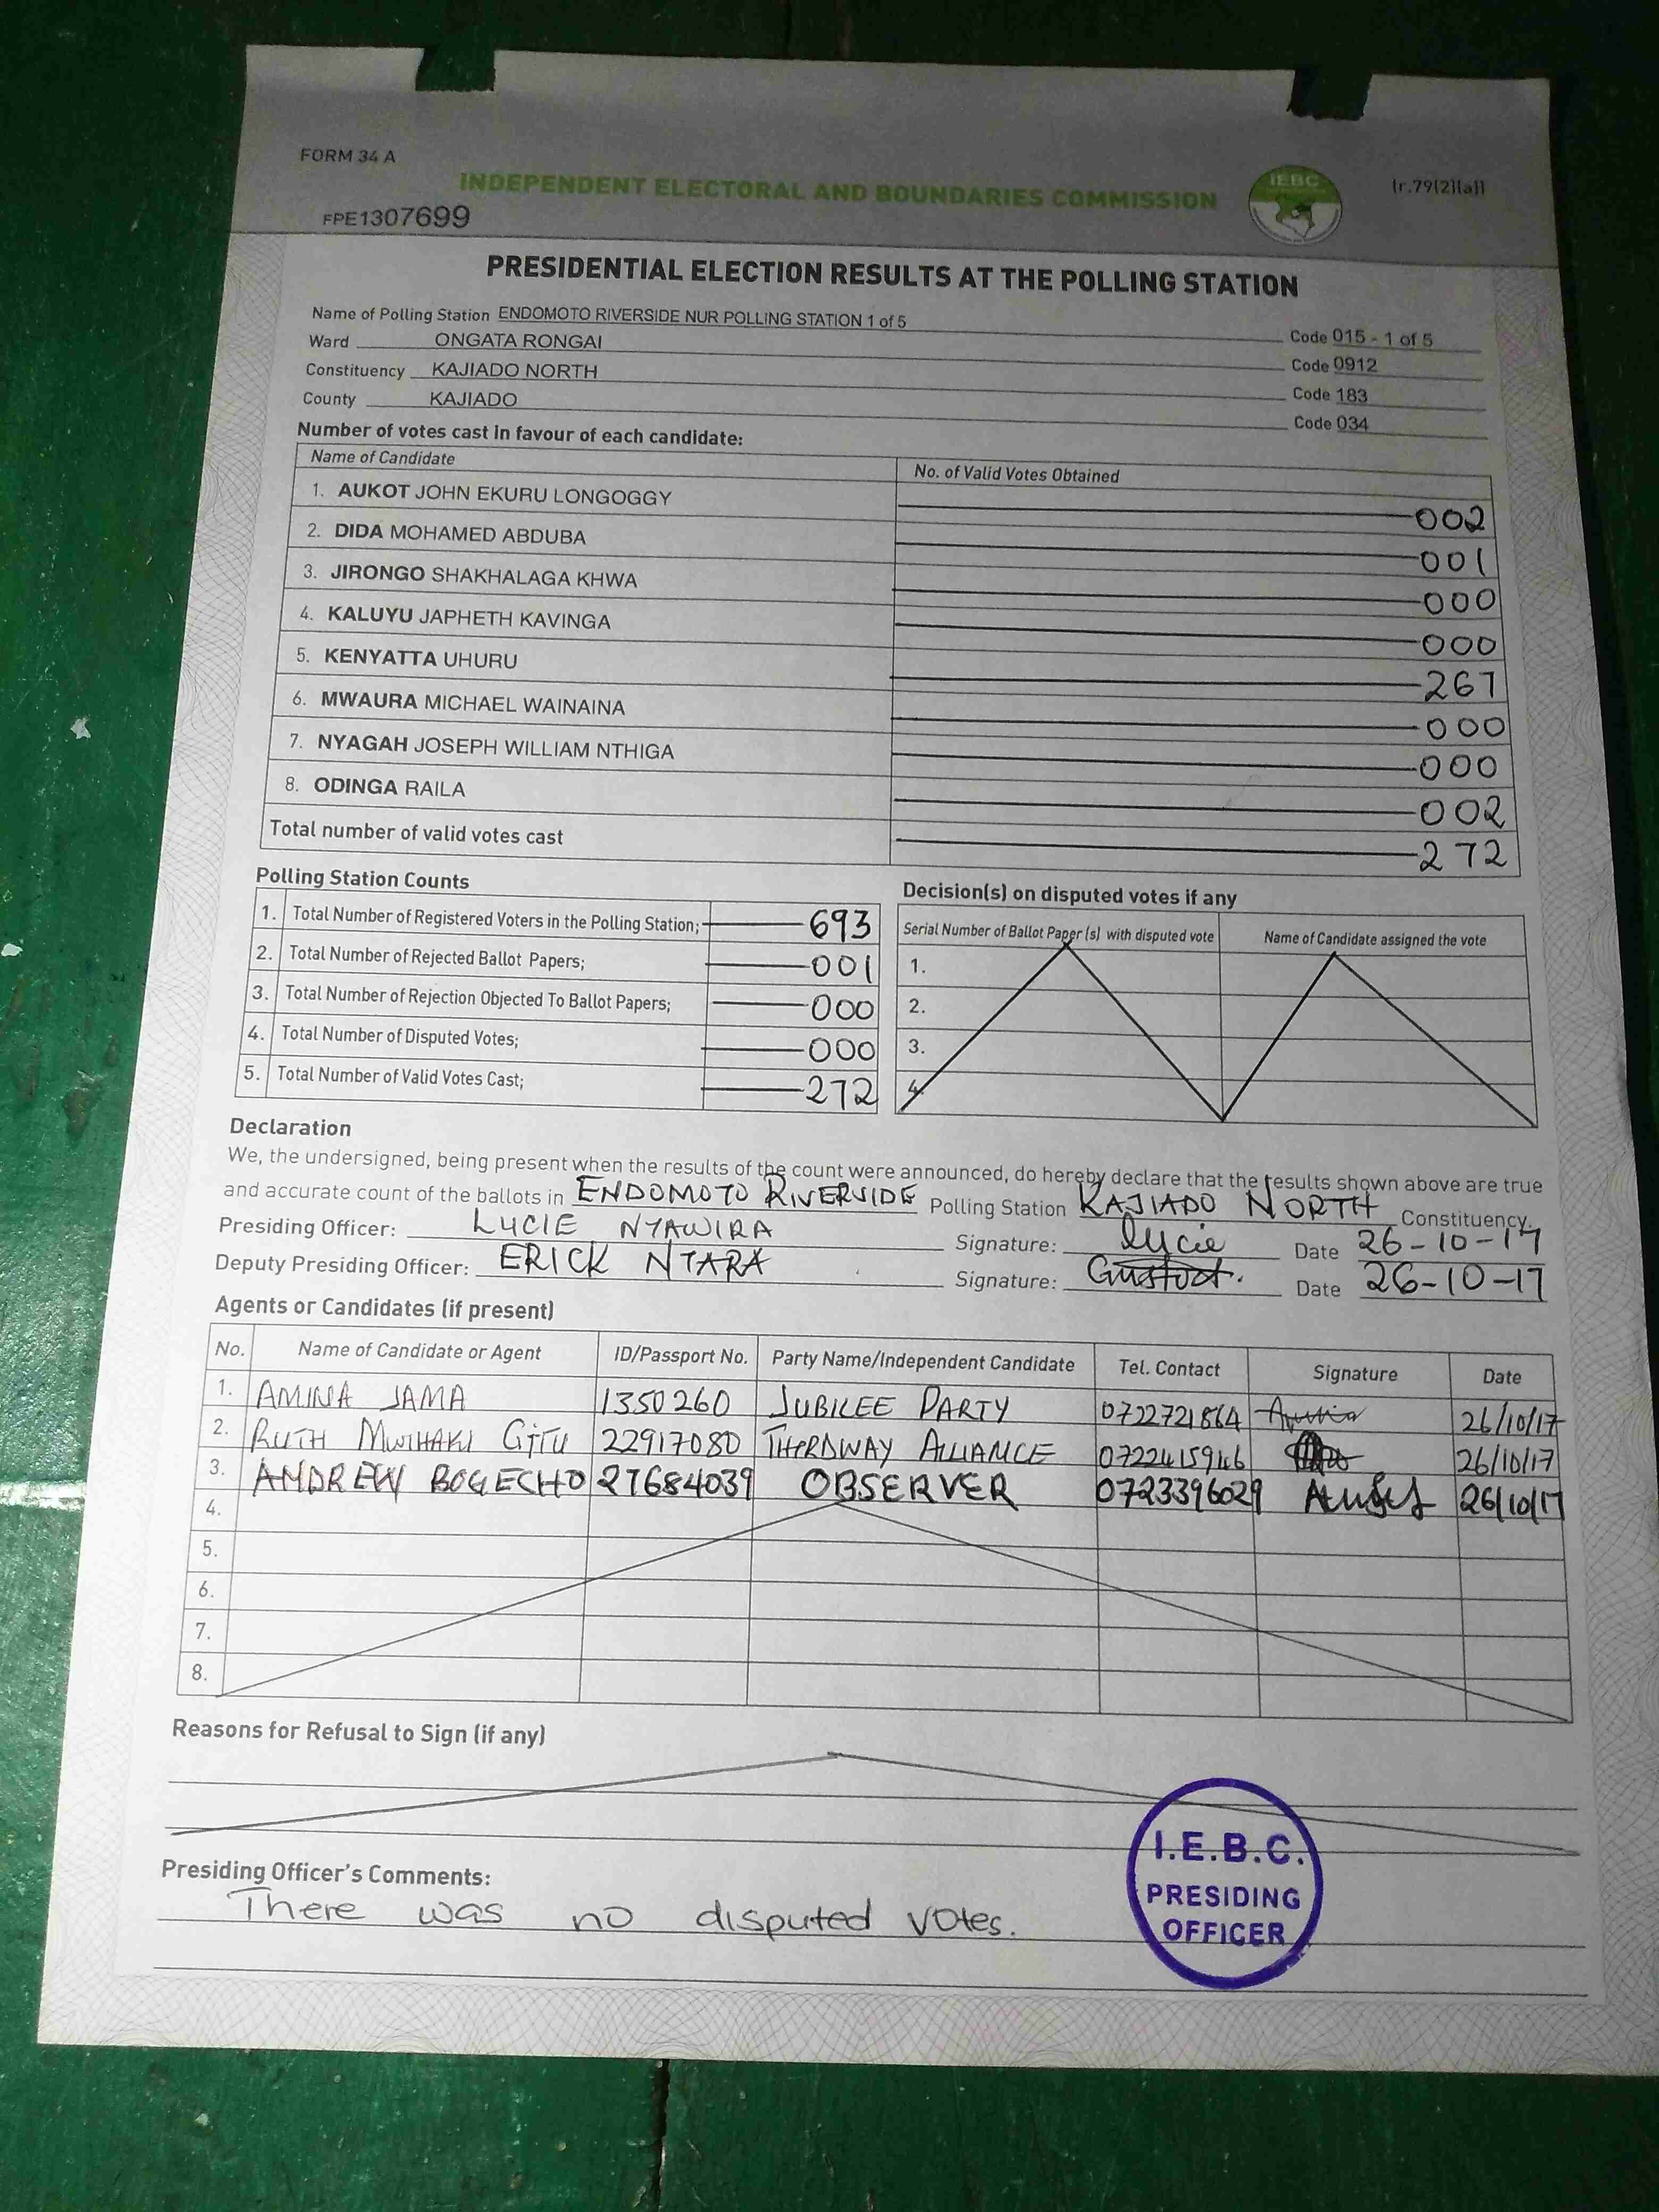 FORM 34 A
INDEPENDENT ELECTORAL AND BOUNDARIES COMMISSION
IEBC
(r.79(2)(a))
FPE1307699
PRESIDENTIAL ELECTION RESULTS AT THE POLLING STATION
Name of Polling Station ENDOMOTO RIVERSIDE NUR POLLING STATION 1 of 5 Code 015 - 1 of 5
Ward ONGATA RONGAI Code 0912
Constituency KAJIADO NORTH Code 183
County KAJIADO Code 034
Number of votes cast in favour of each candidate:
Name of Candidate No. of Valid Votes Obtained
1. AUKOT JOHN EKURU LONGOGGY 002
2. DIDA MOHAMED ABDUBA 001
3. JIRONGO SHAKHALAGA KHWA 000
4. KALUYU JAPHETH KAVINGA 000
5. KENYATTA UHURU 267
6. MWAURA MICHAEL WAINAINA 000
7. NYAGAH JOSEPH WILLIAM NTHIGA 000
8. ODINGA RAILA 002
Total number of valid votes cast 272
Polling Station Counts
1. Total Number of Registered Voters in the Polling Station; 693
2. Total Number of Rejected Ballot Papers; 001
3. Total Number of Rejection Objected To Ballot Papers; 000
4. Total Number of Disputed Votes; 000
5. Total Number of Valid Votes Cast; 272
Decision(s) on disputed votes if any
Serial Number of Ballot Paper (s) with disputed vote Name of Candidate assigned the vote
1.
2.
3.
4.
Declaration
We, the undersigned, being present when the results of the count were announced, do hereby declare that the results shown above are true
and accurate count of the ballots in ENDOMOTO RIVERSIDE Polling Station KAJIADO NORTH Constituency.
Presiding Officer: LUCIE NYAWIRA Signature: Lucie Date 26-10-17
Deputy Presiding Officer: ERICK NTARA Signature: Date 26-10-17
Agents or Candidates (if present)
No. Name of Candidate or Agent ID/Passport No. Party Name/Independent Candidate Tel. Contact Signature Date
1. AMINA JAMA 1350260 JUBILEE PARTY 0722721864 26/10/17
2. RUTH MWIHAKI GITU 22917080 THERDWAY ALLIANCE 0722415946 26/10/17
3. ANDREW BOGECHO 27684039 OBSERVER 0723396029 26/10/17
4.
5.
6.
7.
8.
Reasons for Refusal to Sign (if any)
Presiding Officer's Comments:
There was no disputed votes.
I.E.B.C.
PRESIDING
OFFICER